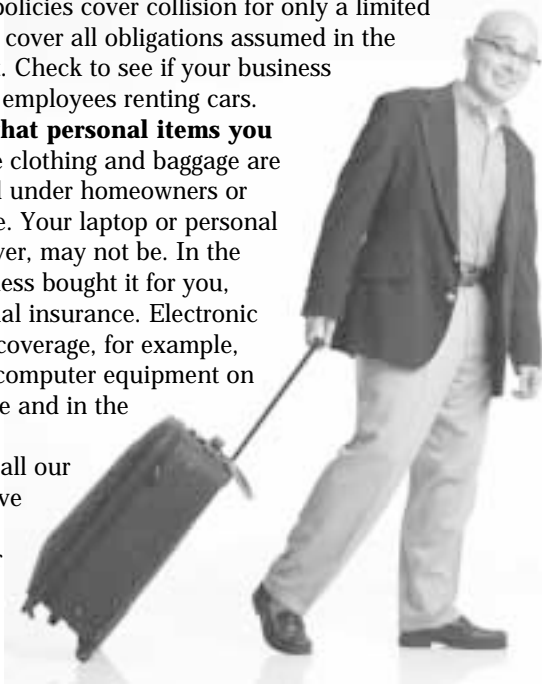 policies cover collision for only a limited
cover all obligations assumed in the
. Check to see if your business
employees renting cars.
hat personal items you
e clothing and baggage are
l under homeowners or
e. Your laptop or personal
ver, may not be. In the
ness bought it for you,
nal insurance. Electronic
coverage, for example,
computer equipment on
e and in the
all our
ve